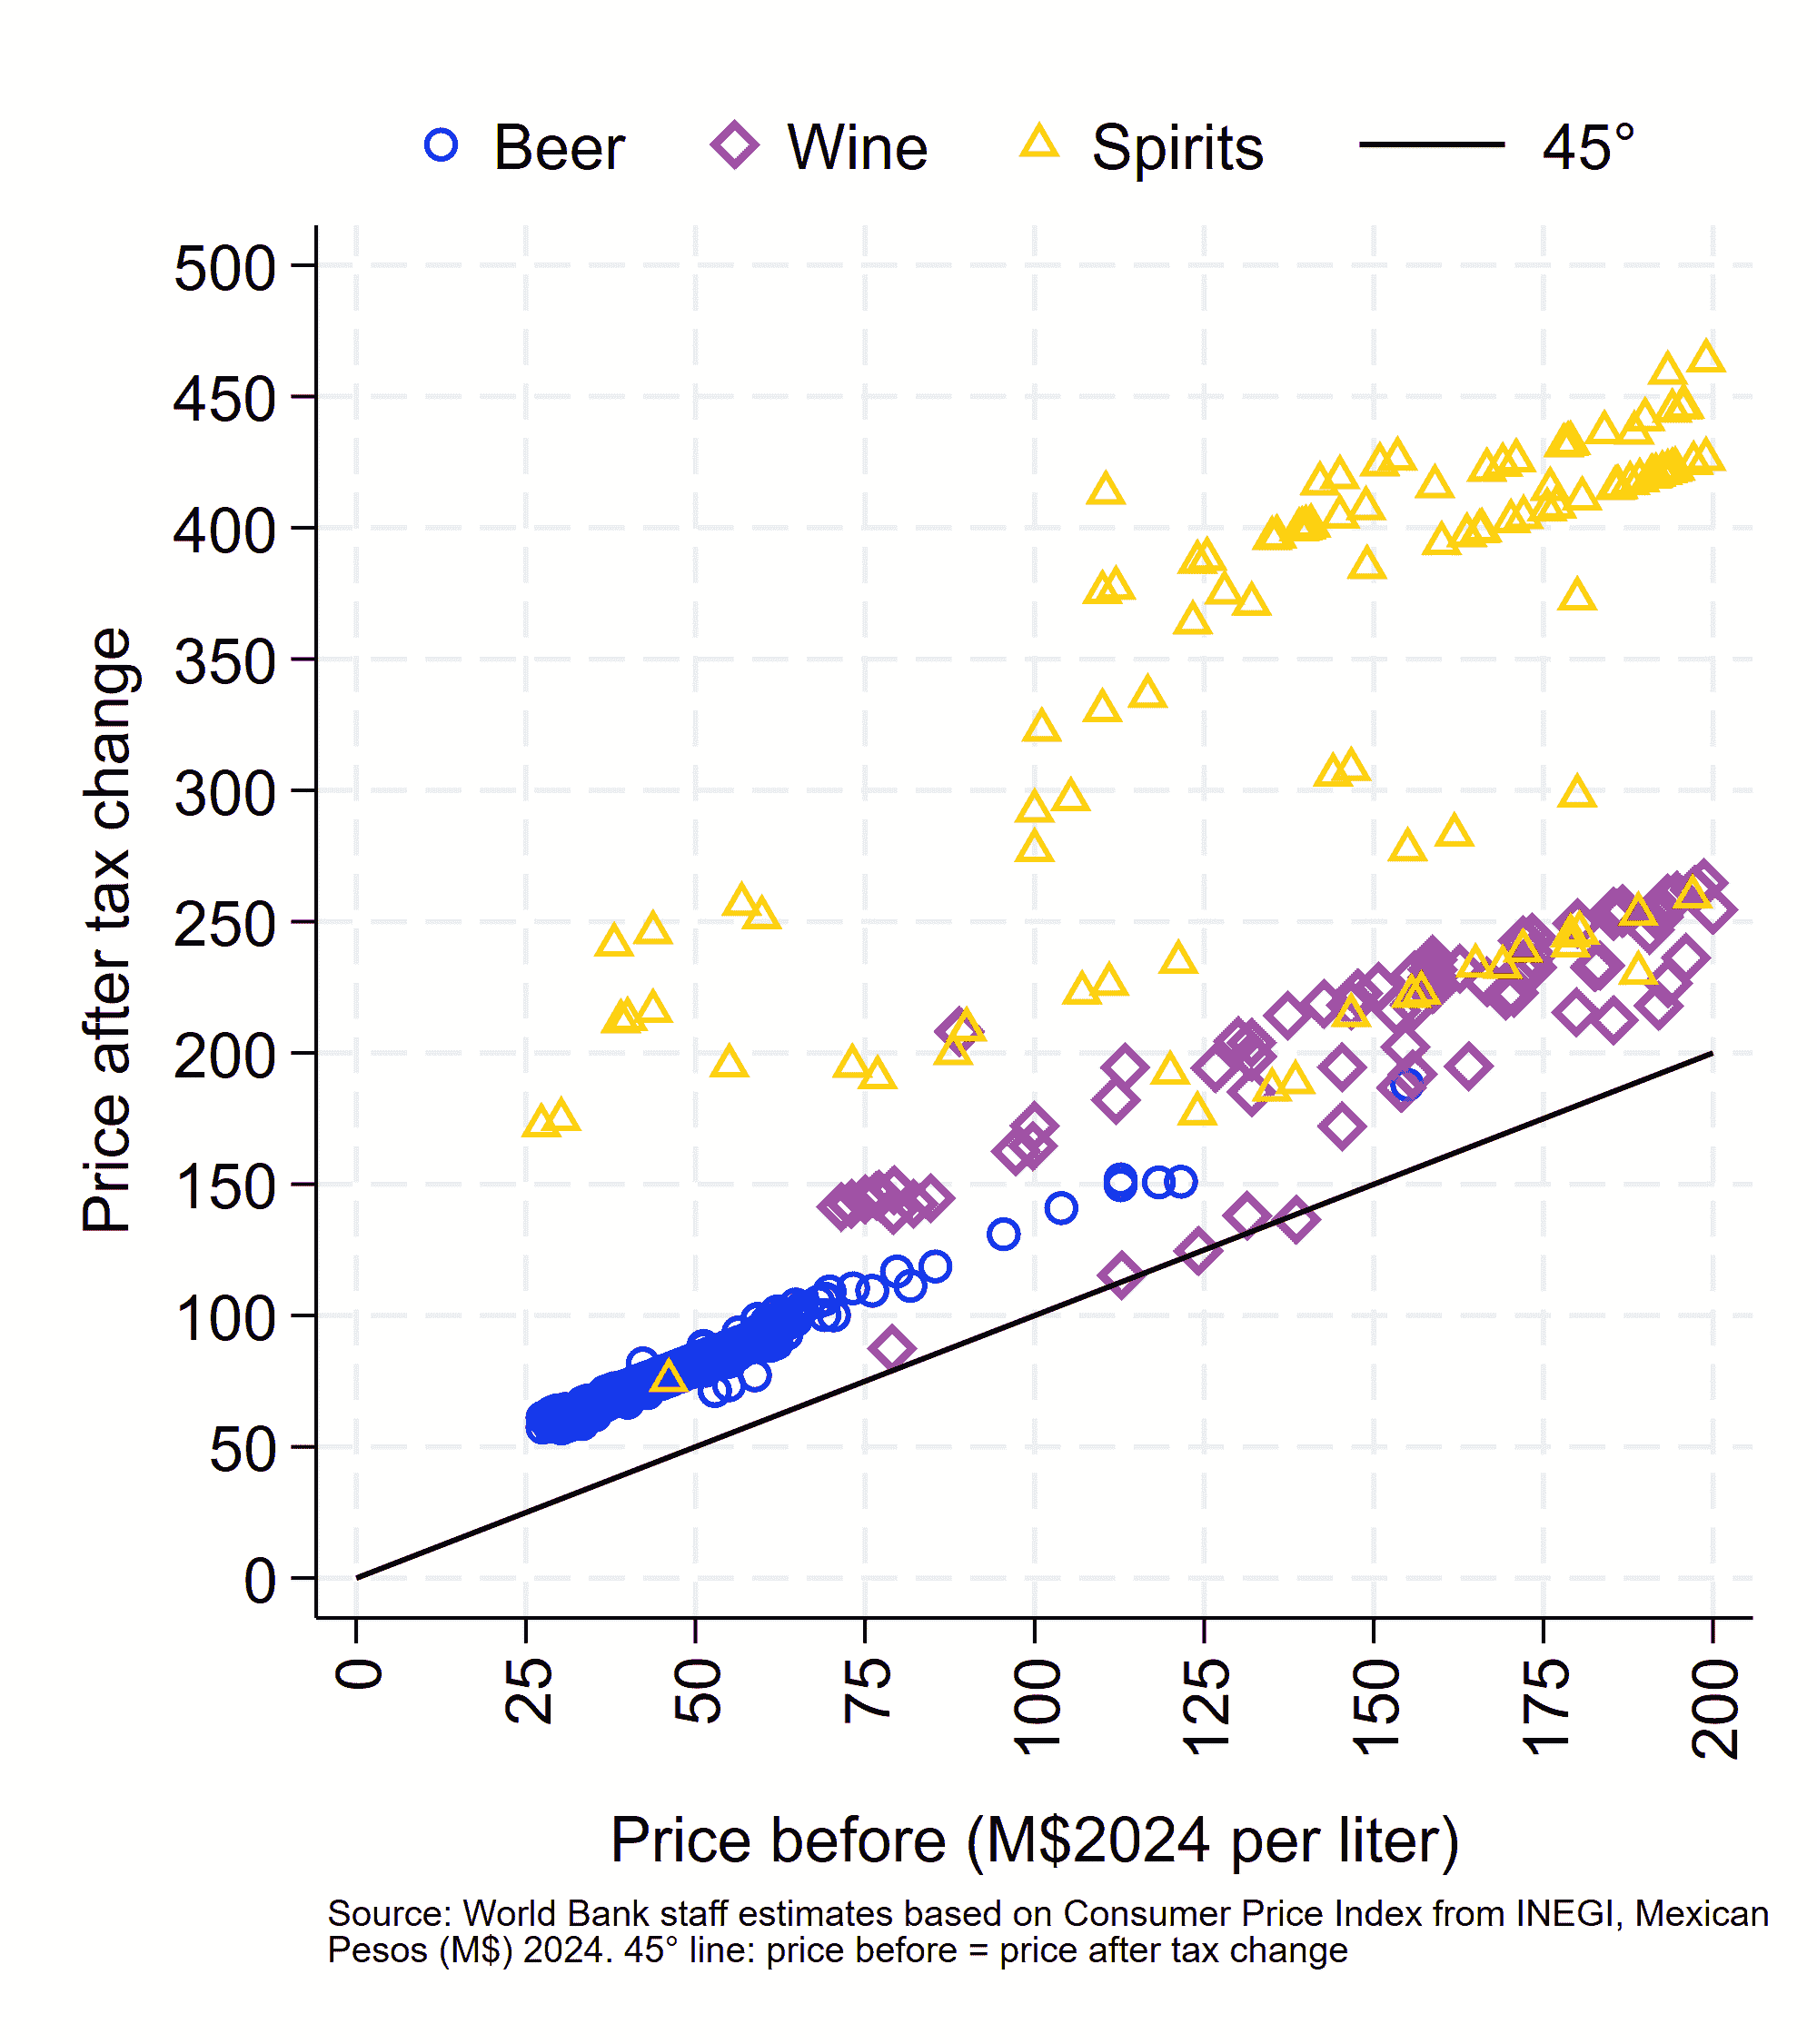 Beer Wine Spirits 45°
500
450
400
350
300
250
200
150
100
50
0
Price after tax change
0 25 50 75 100 125 150 175 200
Price before (M$2024 per liter)
Source: World Bank staff estimates based on Consumer Price Index from INEGI, Mexican
Pesos (M$) 2024. 45° line: price before = price after tax change